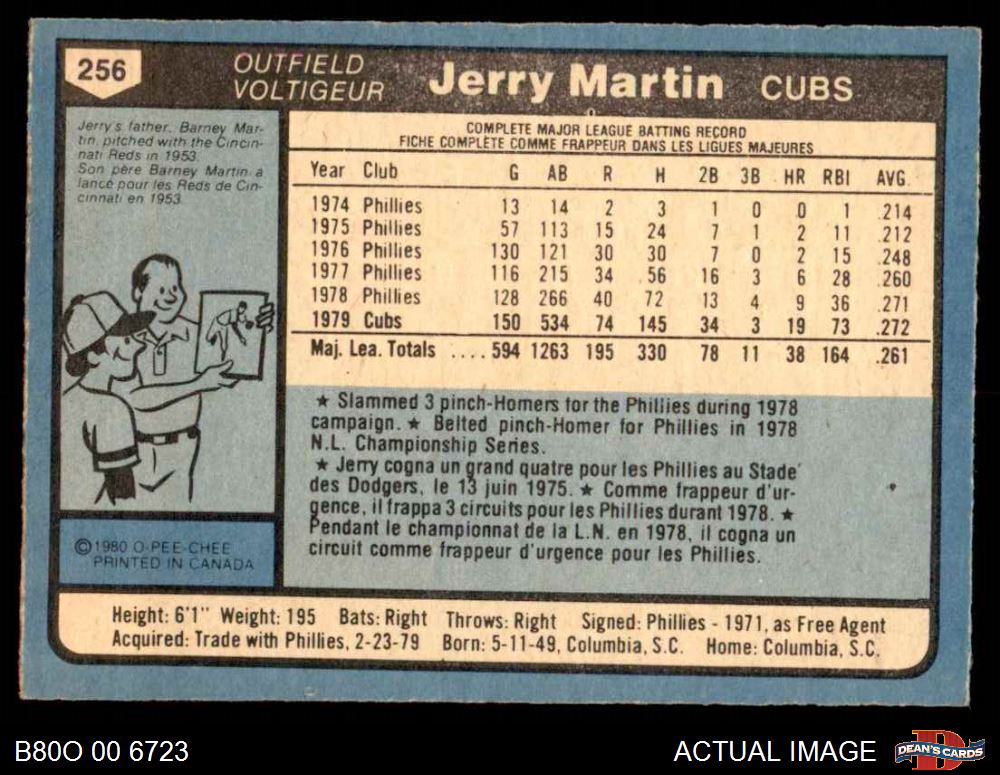 256
OUTFIELD
VOLTIGEUR
Jerry Martin CUBS
Jerry's father, Barney Mar-
tin, pitched with the Cincin-
nati Reds in 1953.
Son père Barney Martin a
lancé pour les Reds de Cin-
cinnati en 1953.
COMPLETE MAJOR LEAGUE BATTING RECORD
FICHE COMPLETE COMME FRAPPEUR DANS LES LIGUES MAJEURES
Year Club G AB R H 2B 3B HR RBI AVG.
1974 Phillies 13 14 2 3 1 0 0 1 .214
1975 Phillies 57 113 15 24 7 1 2 11 .212
1976 Phillies 130 121 30 30 7 0 2 15 .248
1977 Phillies 116 215 34 56 16 3 6 28 .260
1978 Phillies 128 266 40 72 13 4 9 36 .271
1979 Cubs 150 534 74 145 34 3 19 73 .272
Maj. Lea. Totals .... 594 1263 195 330 78 11 38 164 .261
★ Slammed 3 pinch-Homers for the Phillies during 1978
campaign. ★ Belted pinch-Homer for Phillies in 1978
N.L. Championship Series.
★ Jerry cogna un grand quatre pour les Phillies au Stade
des Dodgers, le 13 juin 1975. ★ Comme frappeur d'ur-
gence, il frappa 3 circuits pour les Phillies durant 1978. ★
Pendant le championnat de la L.N. en 1978, il cogna un
circuit comme frappeur d'urgence pour les Phillies.
©1980 O-PEE-CHEE
PRINTED IN CANADA
Height: 6'1" Weight: 195 Bats: Right Throws: Right Signed: Phillies - 1971, as Free Agent
Acquired: Trade with Phillies, 2-23-79 Born: 5-11-49, Columbia, S.C. Home: Columbia, S.C.
B80O 00 6723
ACTUAL IMAGE
DEAN'S CARDS